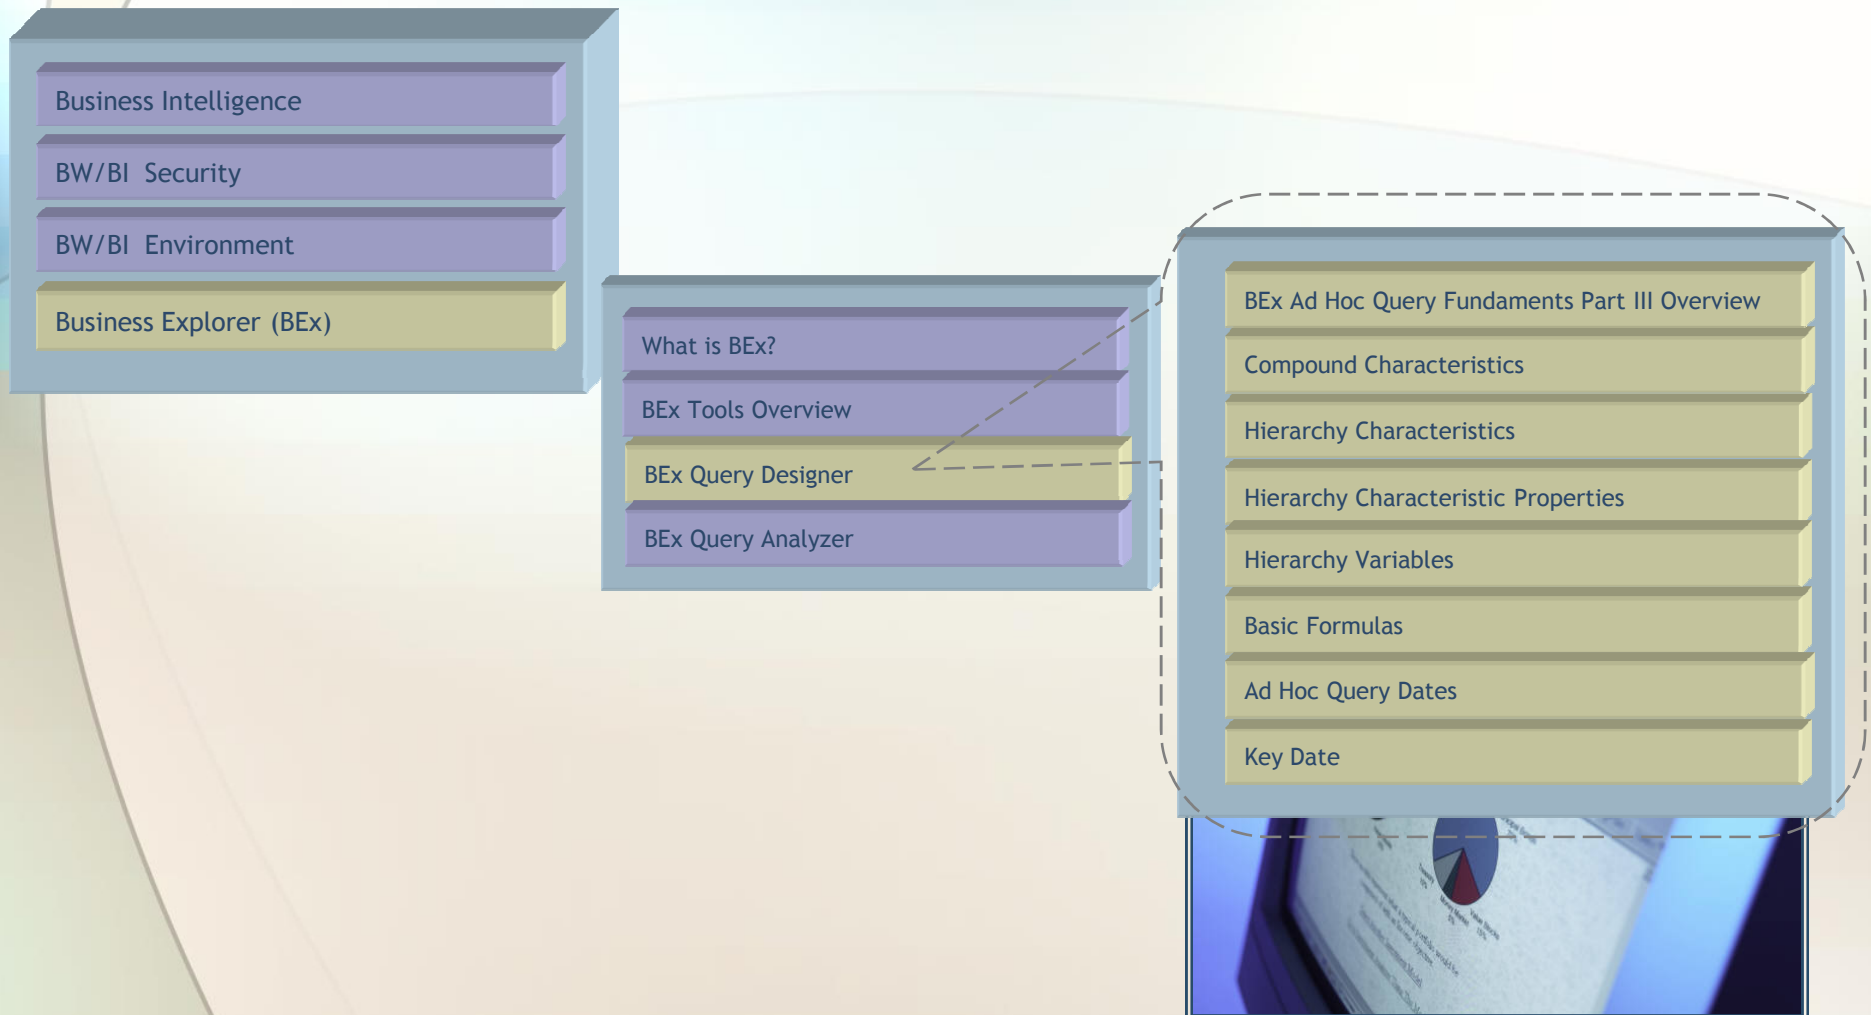 Business Intelligence
BW/BI  Security
BW/BI  Environment
Business Explorer (BEx)
What is BEx?
BEx Tools Overview
BEx Query Designer
BEx Query Analyzer
BEx Ad Hoc Query Fundaments Part III Overview
Compound Characteristics
Hierarchy Characteristics
Hierarchy Characteristic Properties
Hierarchy Variables
Basic Formulas
Ad Hoc Query Dates
Key Date